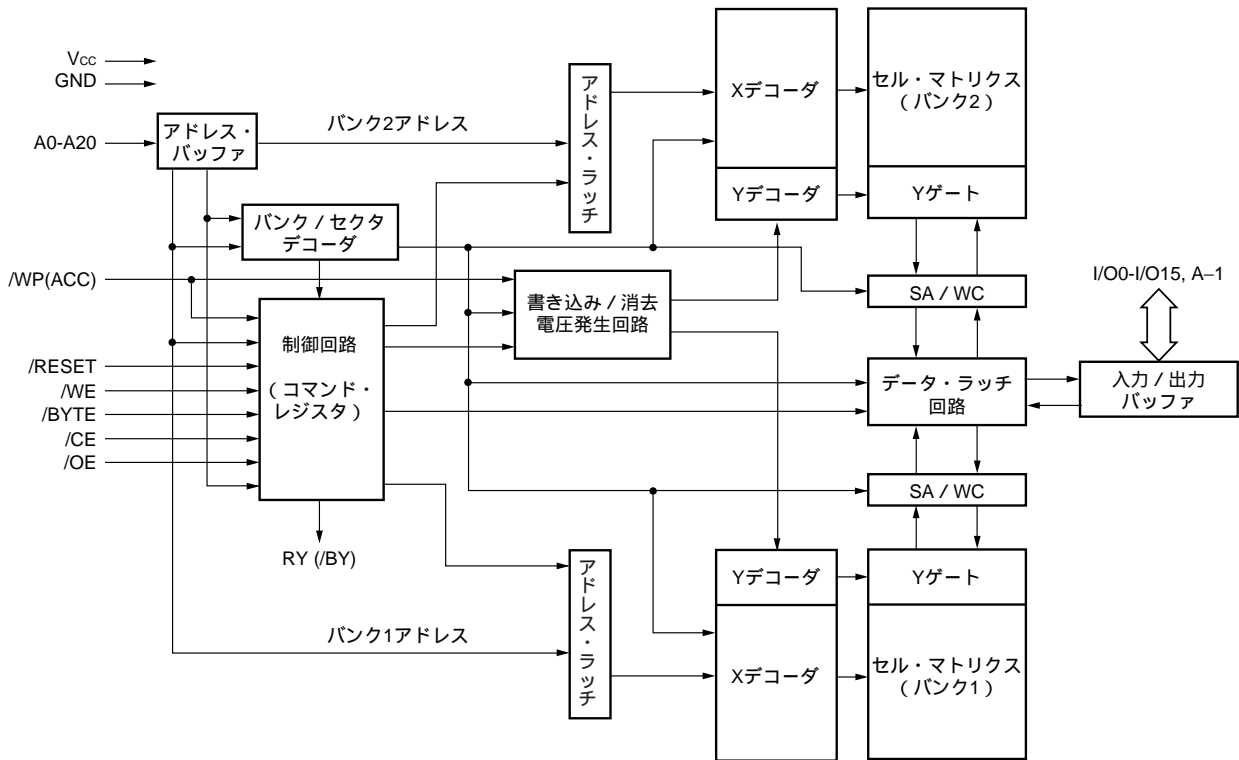 Vcc
GND
A0-A20
アドレス・
バッファ
バンク2アドレス
アドレス・ラッチ
Xデコーダ
セル・マトリクス
(バンク2)
Yデコーダ
Yゲート
バンク / セクタ
デコーダ
/WP(ACC)
書き込み / 消去
電圧発生回路
SA / WC
I/O0-I/O15, A–1
制御回路
(コマンド・
レジスタ)
/RESET
/WE
/BYTE
/CE
/OE
データ・ラッチ
回路
入力 / 出力
バッファ
SA / WC
RY (/BY)
アドレス・ラッチ
Yデコーダ
Yゲート
バンク1アドレス
Xデコーダ
セル・マトリクス
(バンク1)